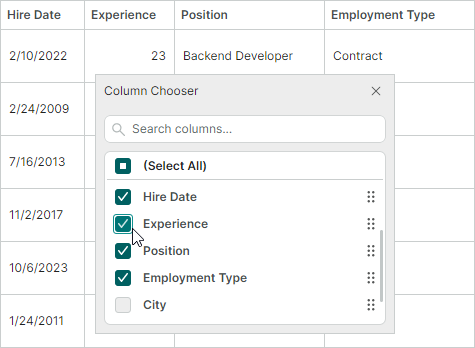 Hire Date Experience Position Employment Type
2/10/2022 23 Backend Developer Contract
2/24/2009
Column Chooser
Search columns...
7/16/2013
(Select All)
Hire Date
11/2/2017
Experience
Position
10/6/2023
Employment Type
City
1/24/2011